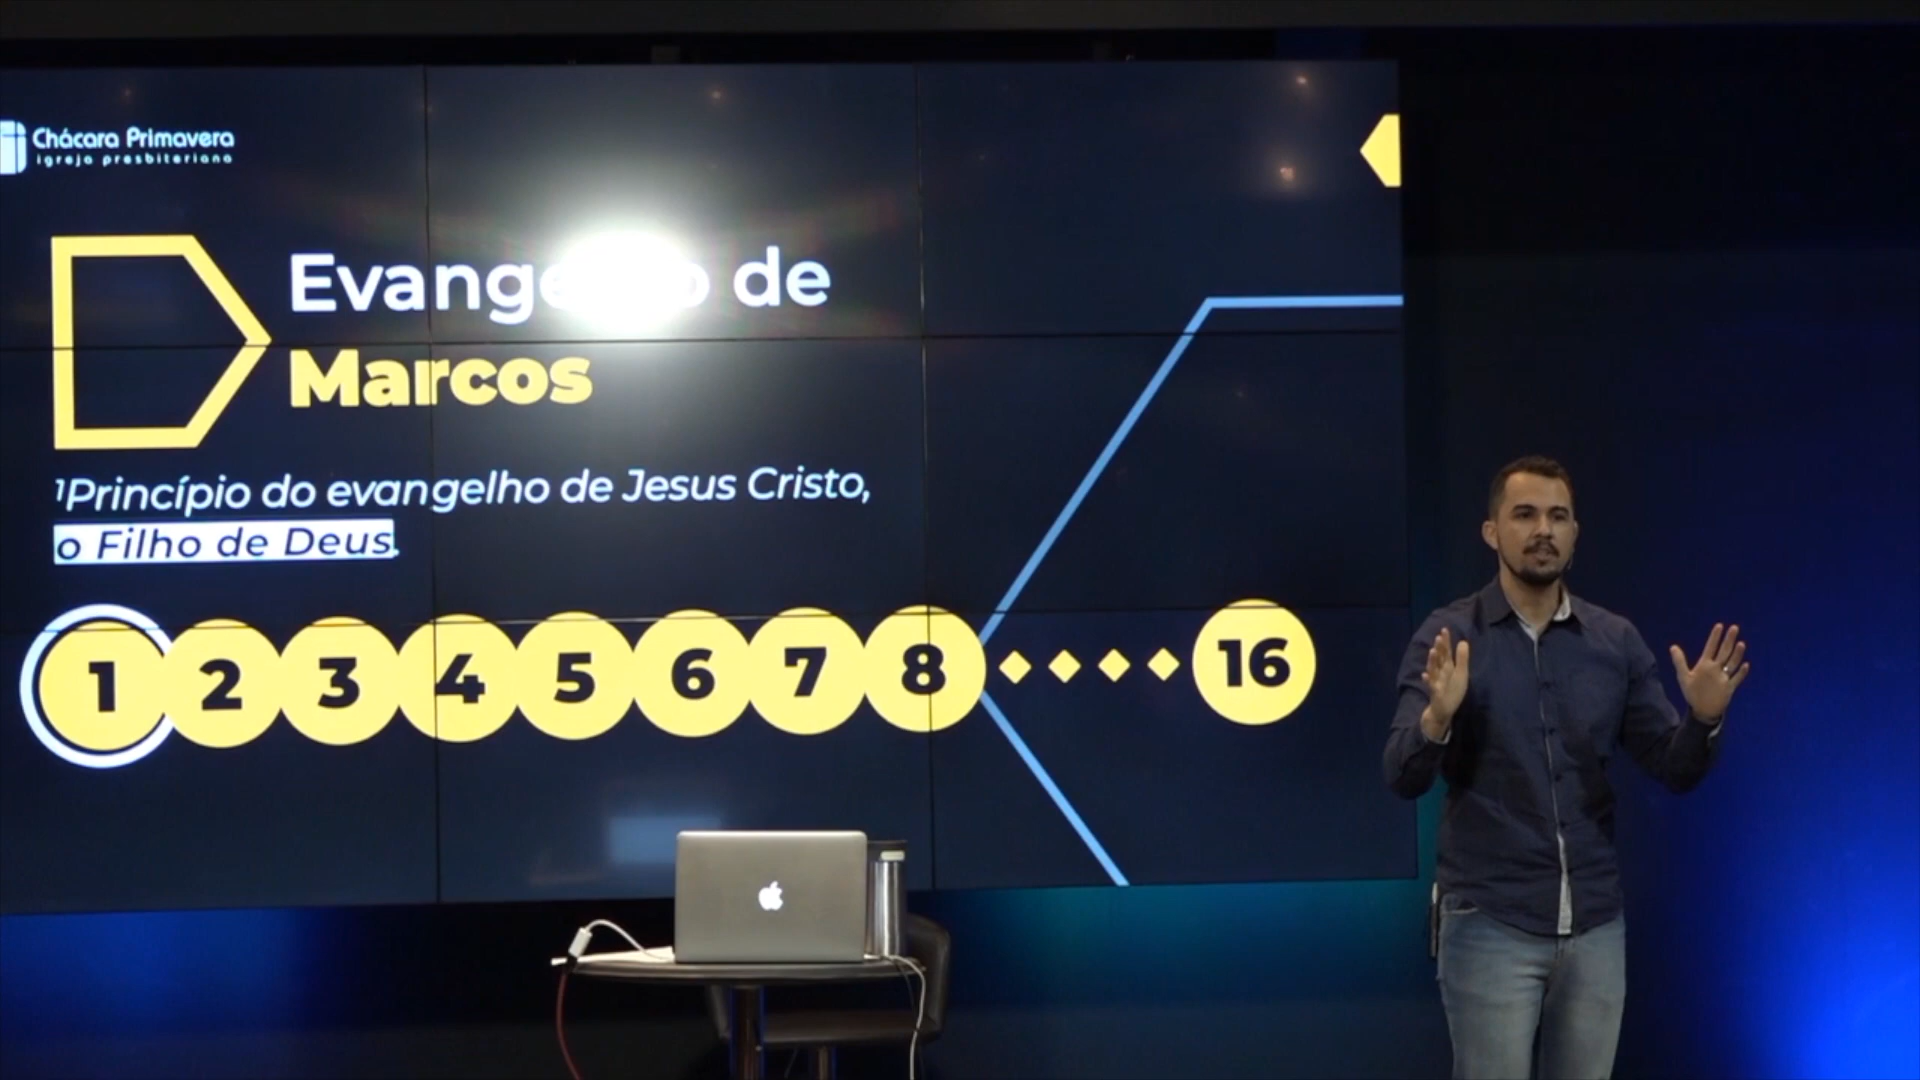 Chácara Primavera
igreja presbiteriana
de
Marcos
¹Princípio do evangelho de Jesus Cristo,
o Filho de Deus.
1 2 3 4 5 6 7 8 16